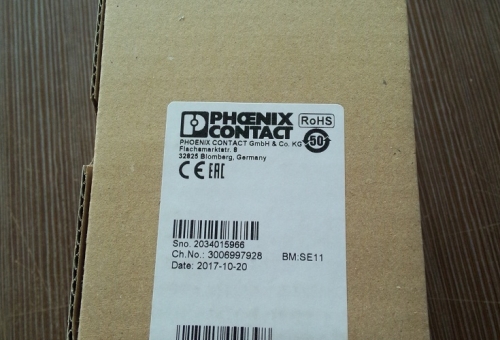 PHŒNIX
CONTACT
RoHS
PHOENIX CONTACT GmbH & Co. KG
Flachsmarktstr. 8
32825 Blomberg, Germany
50
CE EAC
Sno. 2034015966
Ch.No.: 3006997928 BM:SE11
Date: 2017-10-20